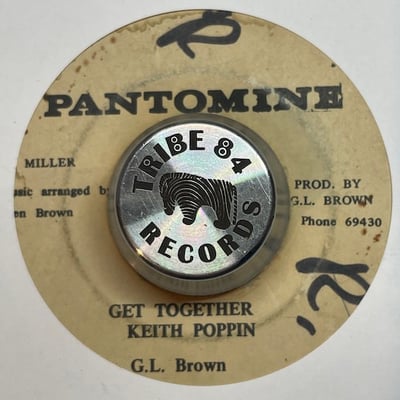 PANTOMINE
TRIBE 84
RECORDS
MILLER
sic arranged by
en Brown
PROD. BY
G.L. BROWN
Phone 69430
GET TOGETHER
KEITH POPPIN
G.L. Brown